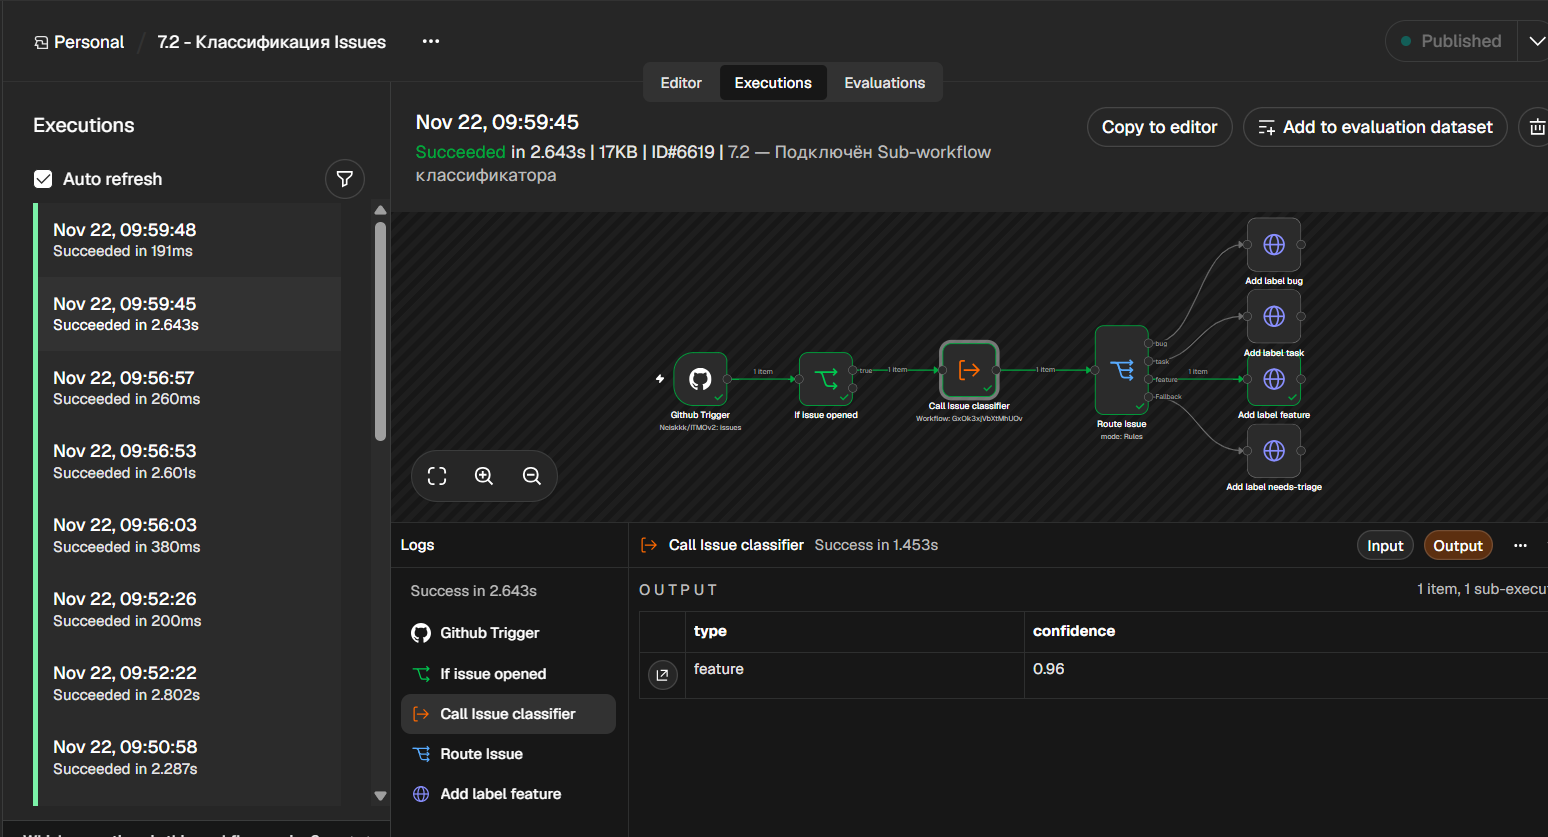 Personal / 7.2 - Классификация Issues
Published
Editor
Executions
Evaluations
Executions
Auto refresh
Nov 22, 09:59:48
Succeeded in 191ms
Nov 22, 09:59:45
Succeeded in 2.643s
Nov 22, 09:56:57
Succeeded in 260ms
Nov 22, 09:56:53
Succeeded in 2.601s
Nov 22, 09:56:03
Succeeded in 380ms
Nov 22, 09:52:26
Succeeded in 200ms
Nov 22, 09:52:22
Succeeded in 2.802s
Nov 22, 09:50:58
Succeeded in 2.287s
Nov 22, 09:59:45
Succeeded in 2.643s | 17KB | ID#6619 | 7.2 — Подключён Sub-workflow
классификатора
Copy to editor
Add to evaluation dataset
1 item
Github Trigger
Neiskkk/ITMOv2: Issues
true
1 item
If issue opened
Call Issue classifier
Workflow: GxOk3xjVbXtMhUOv
1 item
bug
task
feature
Fallback
1 item
Route Issue
mode: Rules
Add label bug
Add label task
Add label feature
Add label needs-triage
Logs
Success in 2.643s
Github Trigger
If issue opened
Call Issue classifier
Route Issue
Add label feature
Call Issue classifier Success in 1.453s
Input
Output
OUTPUT
1 item, 1 sub-execu
type
confidence
feature
0.96